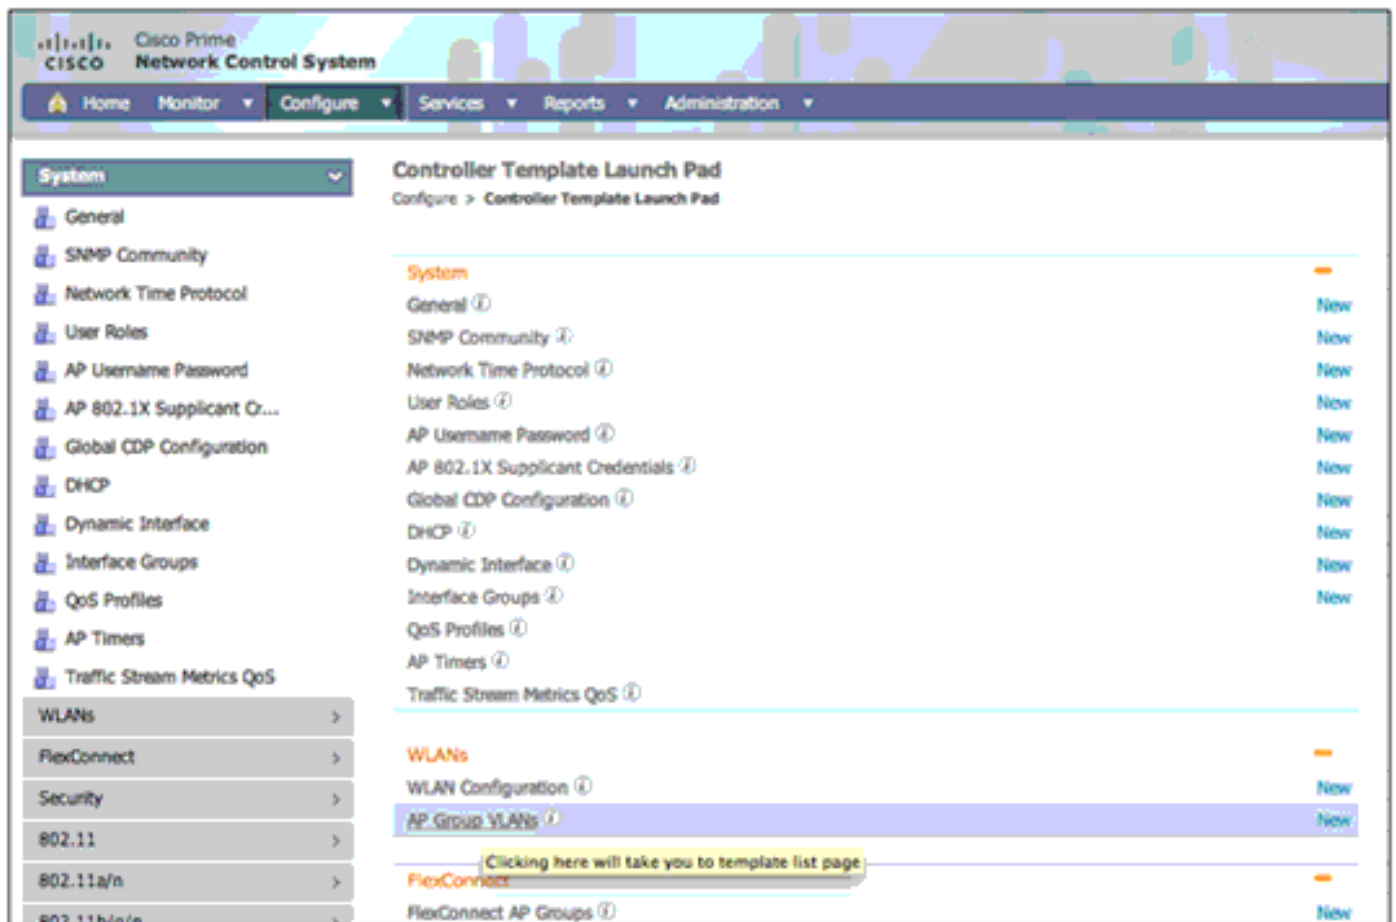 CISCO
Cisco Prime
Network Control System
Home Monitor Configure Services Reports Administration
System
General
SNMP Community
Network Time Protocol
User Roles
AP Username Password
AP 802.1X Supplicant Cr...
Global CDP Configuration
DHCP
Dynamic Interface
Interface Groups
QoS Profiles
AP Timers
Traffic Stream Metrics QoS
WLANs
FlexConnect
Security
802.11
802.11a/n
802.11b/g/n
Controller Template Launch Pad
Configure > Controller Template Launch Pad
System
General New
SNMP Community New
Network Time Protocol New
User Roles New
AP Username Password New
AP 802.1X Supplicant Credentials New
Global CDP Configuration New
DHCP New
Dynamic Interface New
Interface Groups New
QoS Profiles
AP Timers
Traffic Stream Metrics QoS
WLANs
WLAN Configuration New
AP Group VLANs New
Clicking here will take you to template list page
FlexConnect
FlexConnect AP Groups New